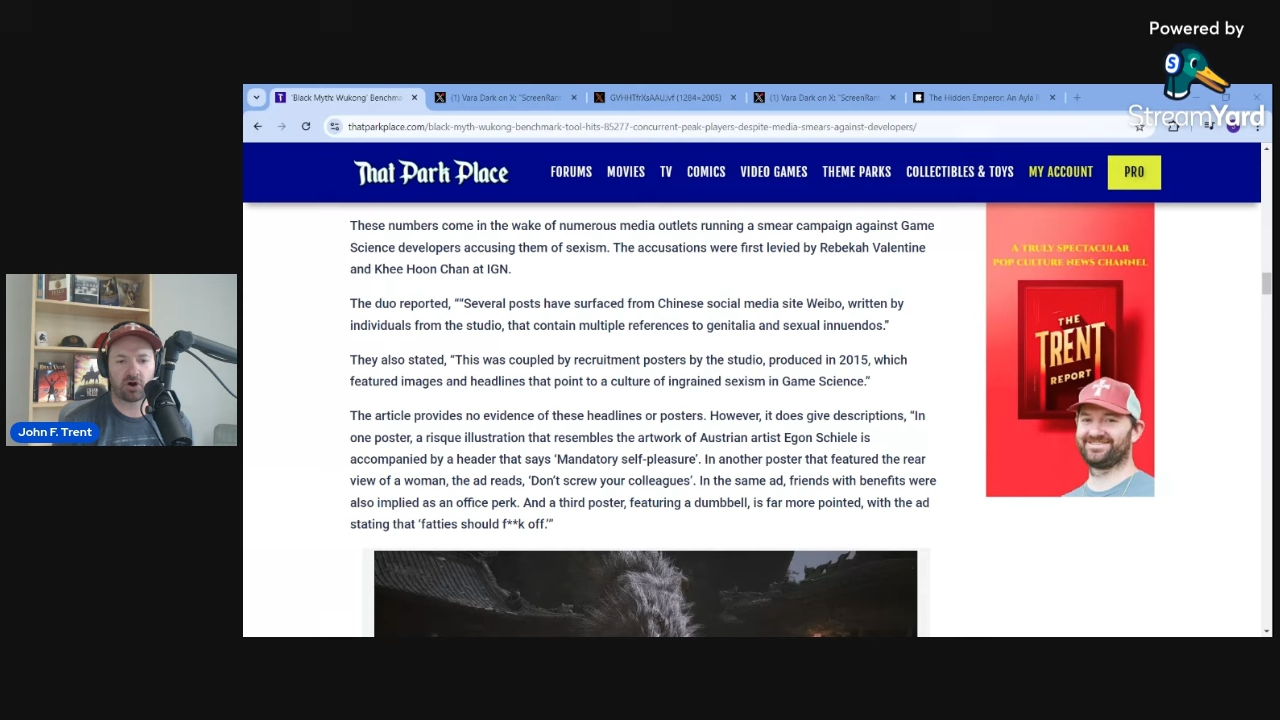 Powered by
StreamYard
'Black Myth: Wukong' Benchma
(1) Vara Dark on X: "ScreenRan
GVHHTfrXsAAUJvf (1284×2005)
(1) Vara Dark on X: "ScreenRan
The Hidden Emperor: An Ayla R
thatparkplace.com/black-myth-wukong-benchmark-tool-hits-85277-concurrent-peak-players-despite-media-smears-against-developers/
That Park Place
FORUMS MOVIES TV COMICS VIDEO GAMES THEME PARKS COLLECTIBLES & TOYS MY ACCOUNT PRO
These numbers come in the wake of numerous media outlets running a smear campaign against Game
Science developers accusing them of sexism. The accusations were first levied by Rebekah Valentine
and Khee Hoon Chan at IGN.
The duo reported, ""Several posts have surfaced from Chinese social media site Weibo, written by
individuals from the studio, that contain multiple references to genitalia and sexual innuendos."
They also stated, "This was coupled by recruitment posters by the studio, produced in 2015, which
featured images and headlines that point to a culture of ingrained sexism in Game Science."
The article provides no evidence of these headlines or posters. However, it does give descriptions, "In
one poster, a risque illustration that resembles the artwork of Austrian artist Egon Schiele is
accompanied by a header that says 'Mandatory self-pleasure'. In another poster that featured the rear
view of a woman, the ad reads, 'Don't screw your colleagues'. In the same ad, friends with benefits were
also implied as an office perk. And a third poster, featuring a dumbbell, is far more pointed, with the ad
stating that 'fatties should f**k off.'"
A TRULY SPECTACULAR
POP CULTURE NEWS CHANNEL
THE
TRENT
REPORT
John F. Trent